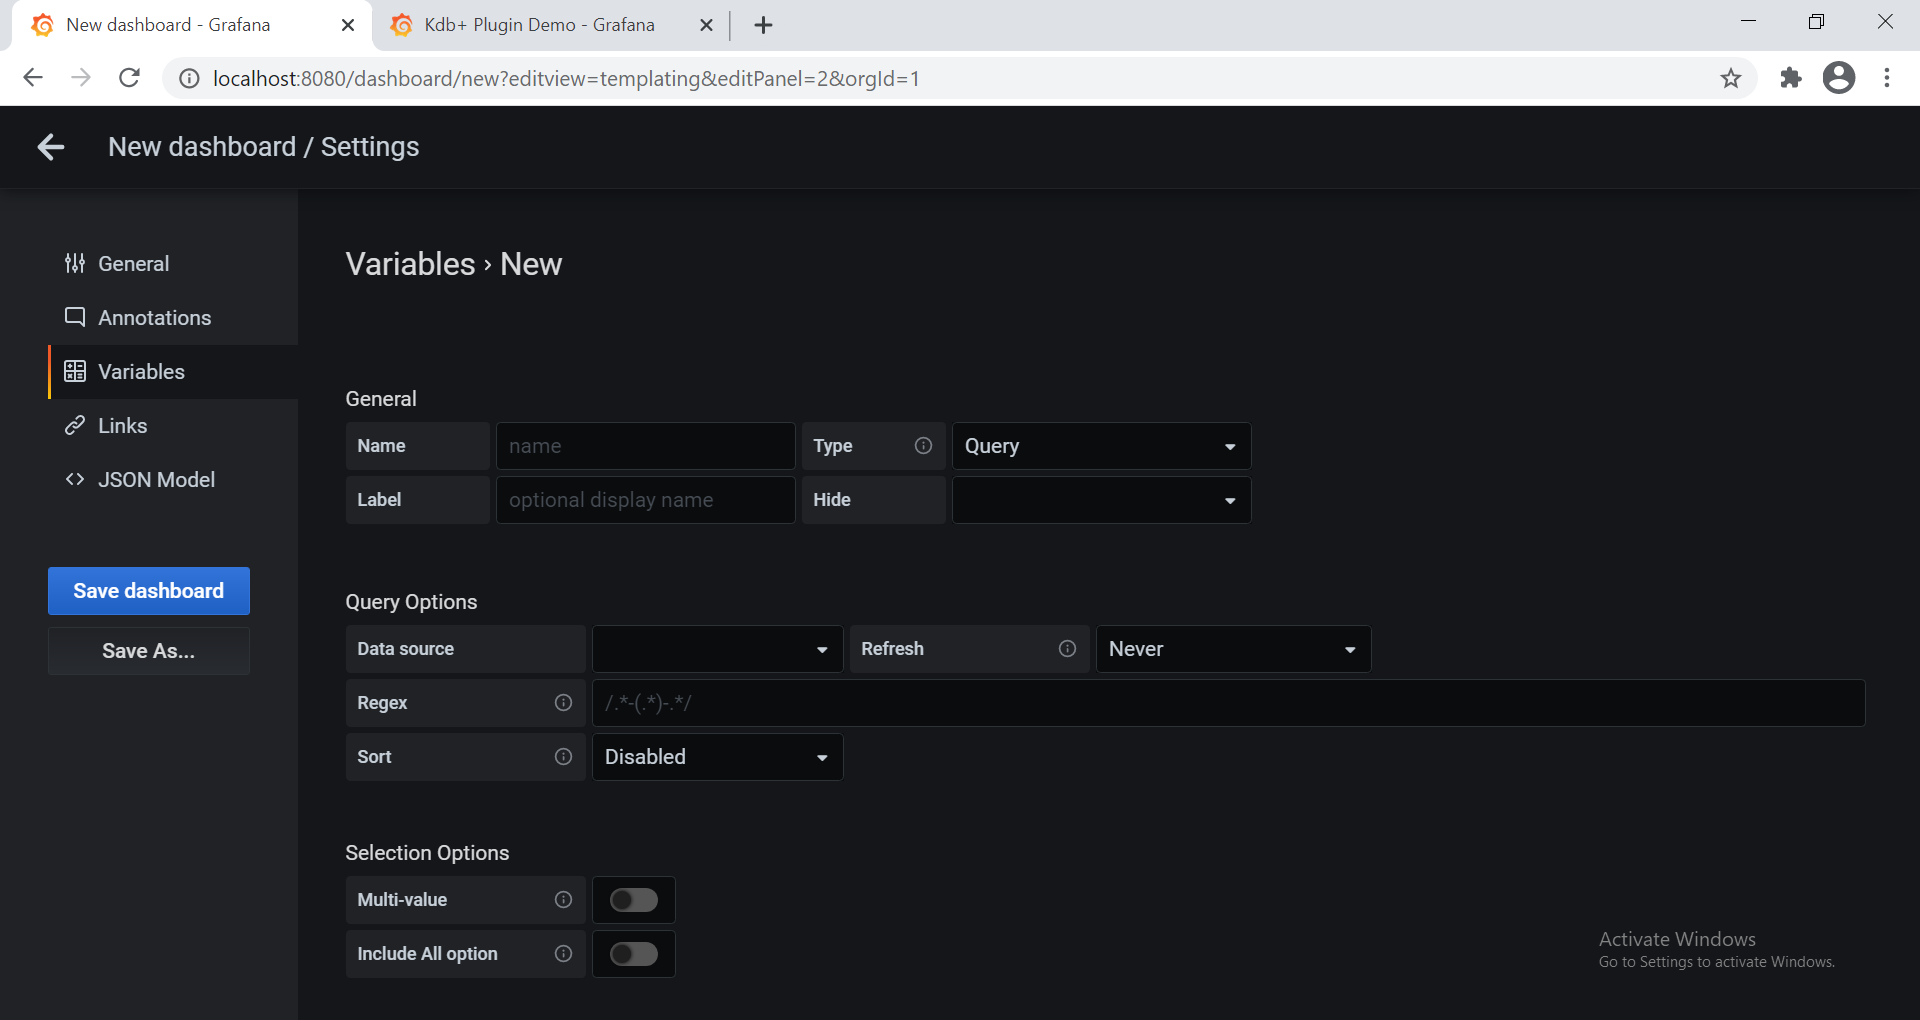 New dashboard - Grafana
Kdb+ Plugin Demo - Grafana
localhost:8080/dashboard/new?editview=templating&editPanel=2&orgId=1
New dashboard / Settings
General
Annotations
Variables
Links
JSON Model
Save dashboard
Save As...
Variables › New
General
Name name Type Query
Label optional display name Hide
Query Options
Data source Refresh Never
Regex /.*-(.*)-.*/
Sort Disabled
Selection Options
Multi-value
Include All option
Activate Windows
Go to Settings to activate Windows.